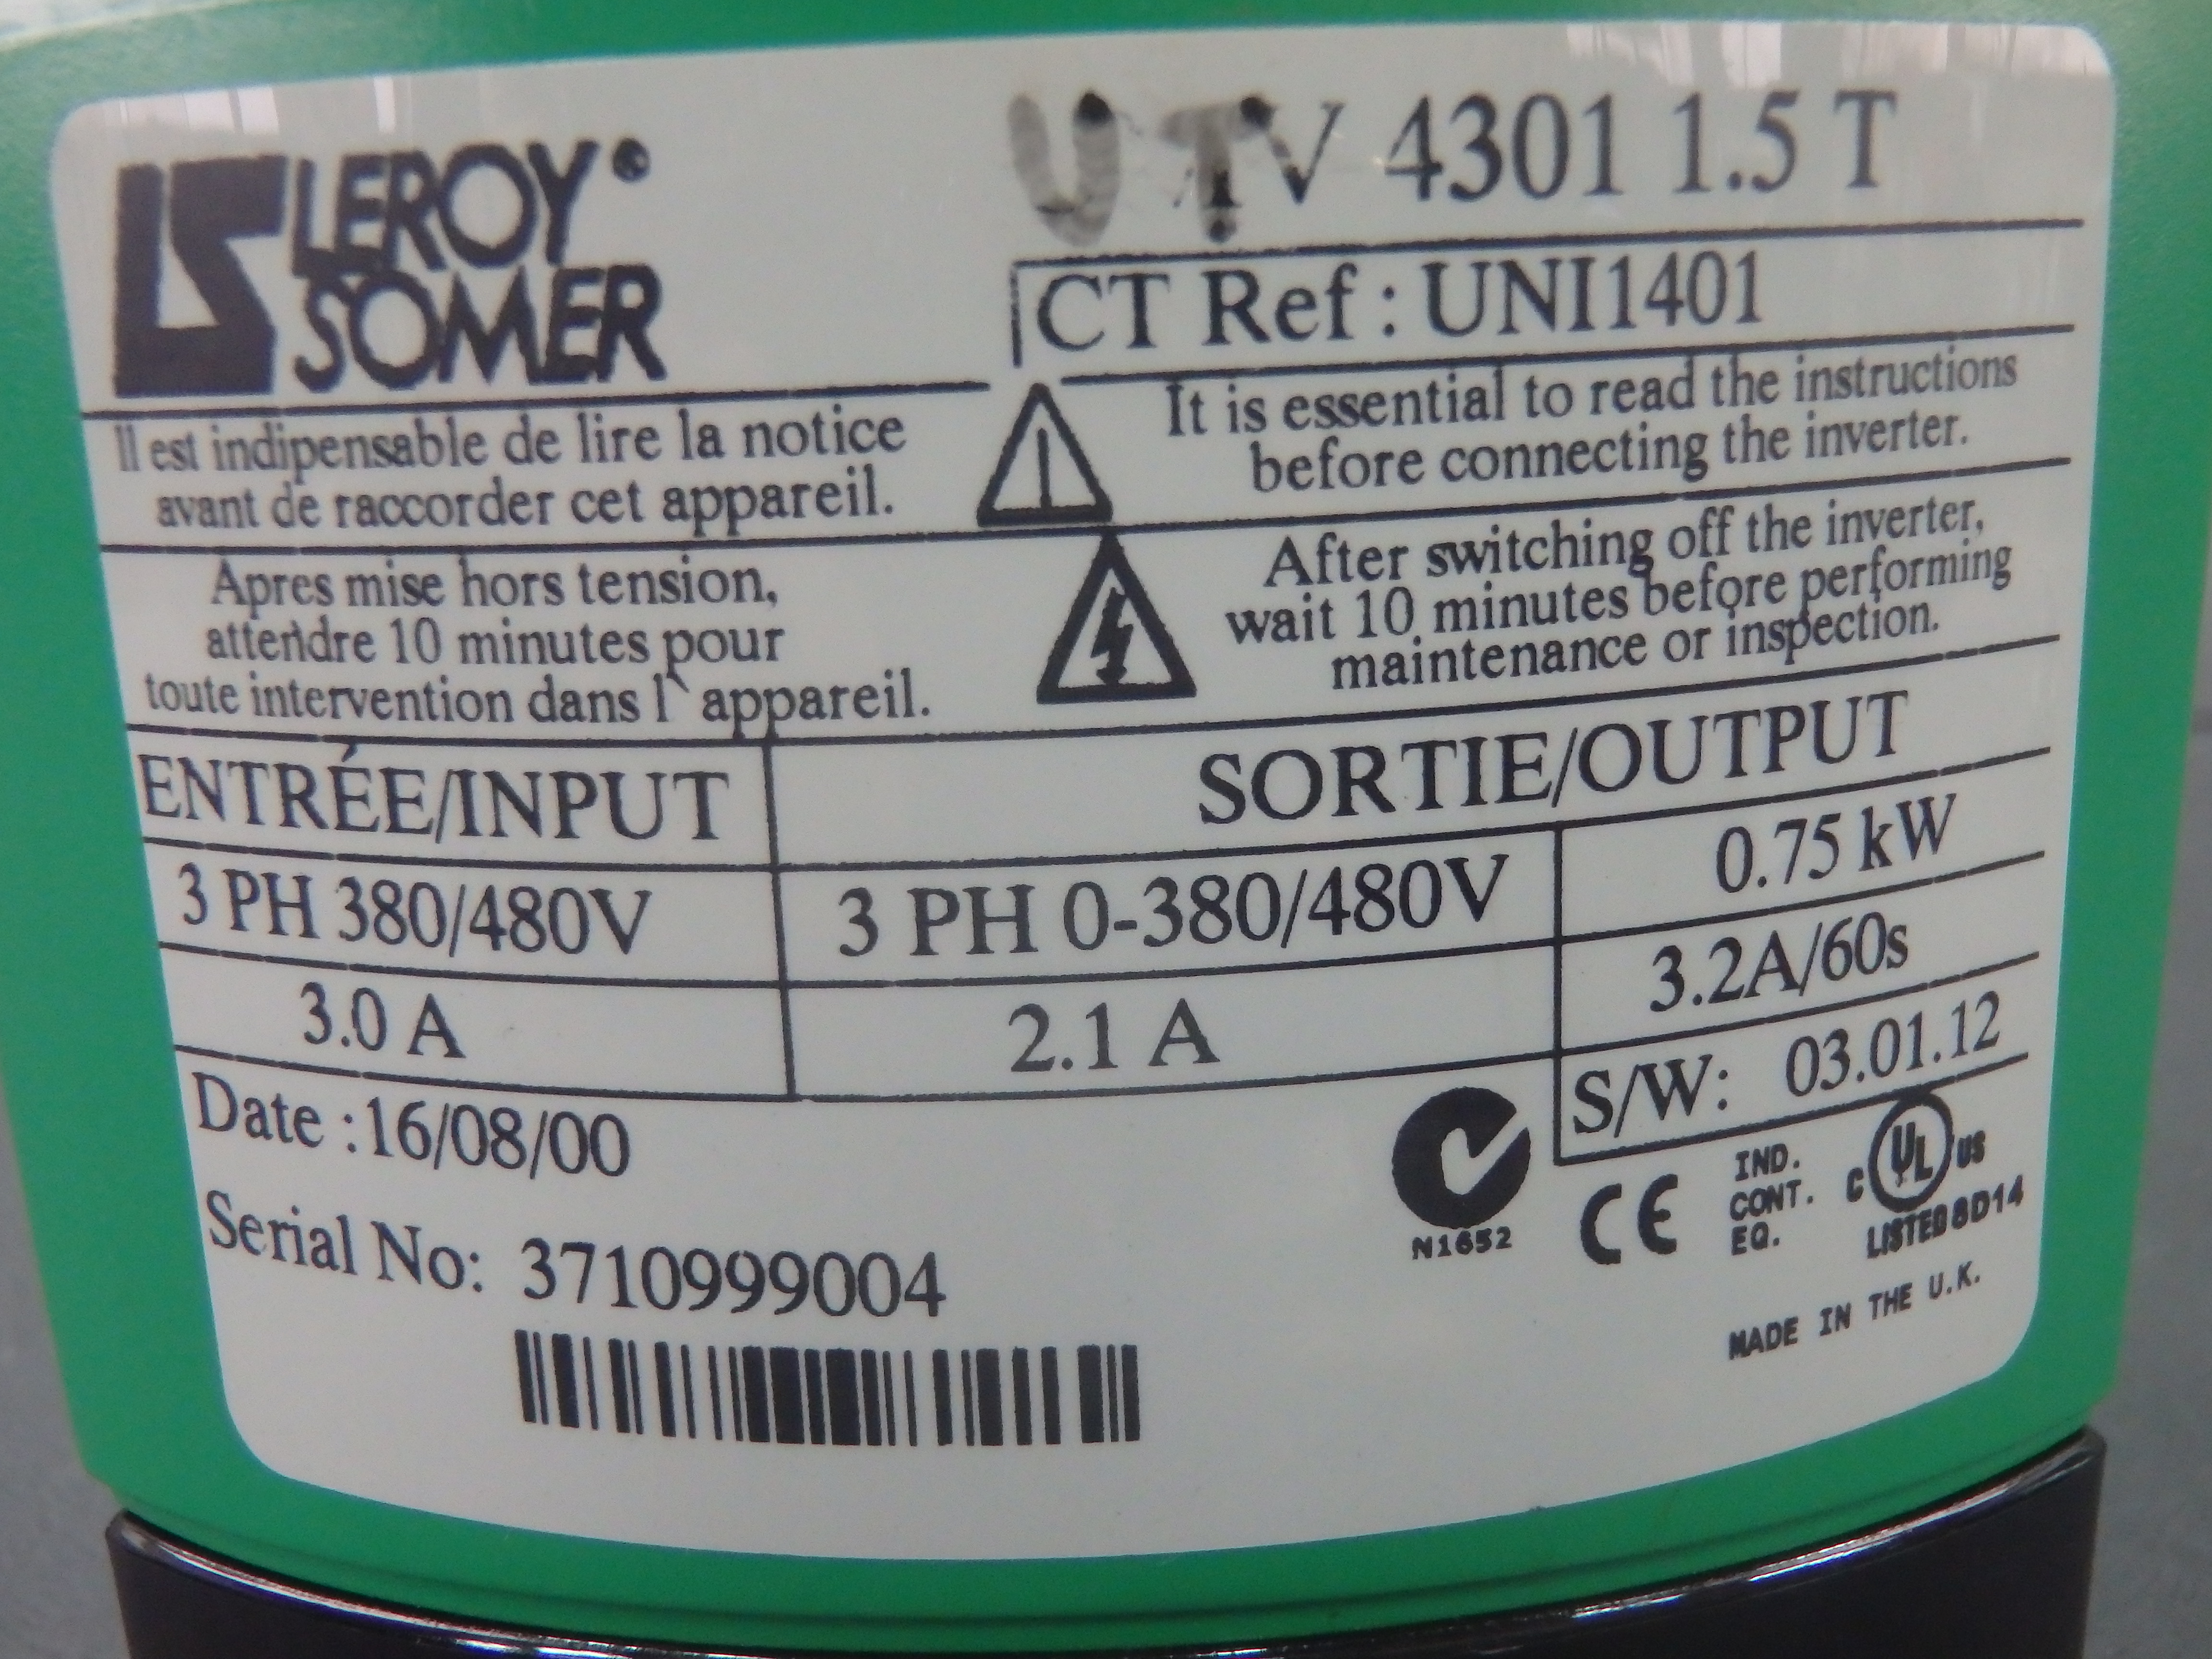 LEROY®
SOMER
UTV 4301 1.5 T
CT Ref : UNI1401
Il est indipensable de lire la notice
avant de raccorder cet appareil.
It is essential to read the instructions
before connecting the inverter.
Apres mise hors tension,
attendre 10 minutes pour
toute intervention dans l`appareil.
After switching off the inverter,
wait 10 minutes before performing
maintenance or inspection.
ENTRÉE/INPUT
SORTIE/OUTPUT
3 PH 380/480V
3 PH 0-380/480V
0.75 kW
3.0 A
2.1 A
3.2A/60s
S/W: 03.01.12
Date :16/08/00
N1652
CE
IND.
CONT.
EQ.
C UL US
LISTED 8D14
Serial No: 3710999004
MADE IN THE U.K.